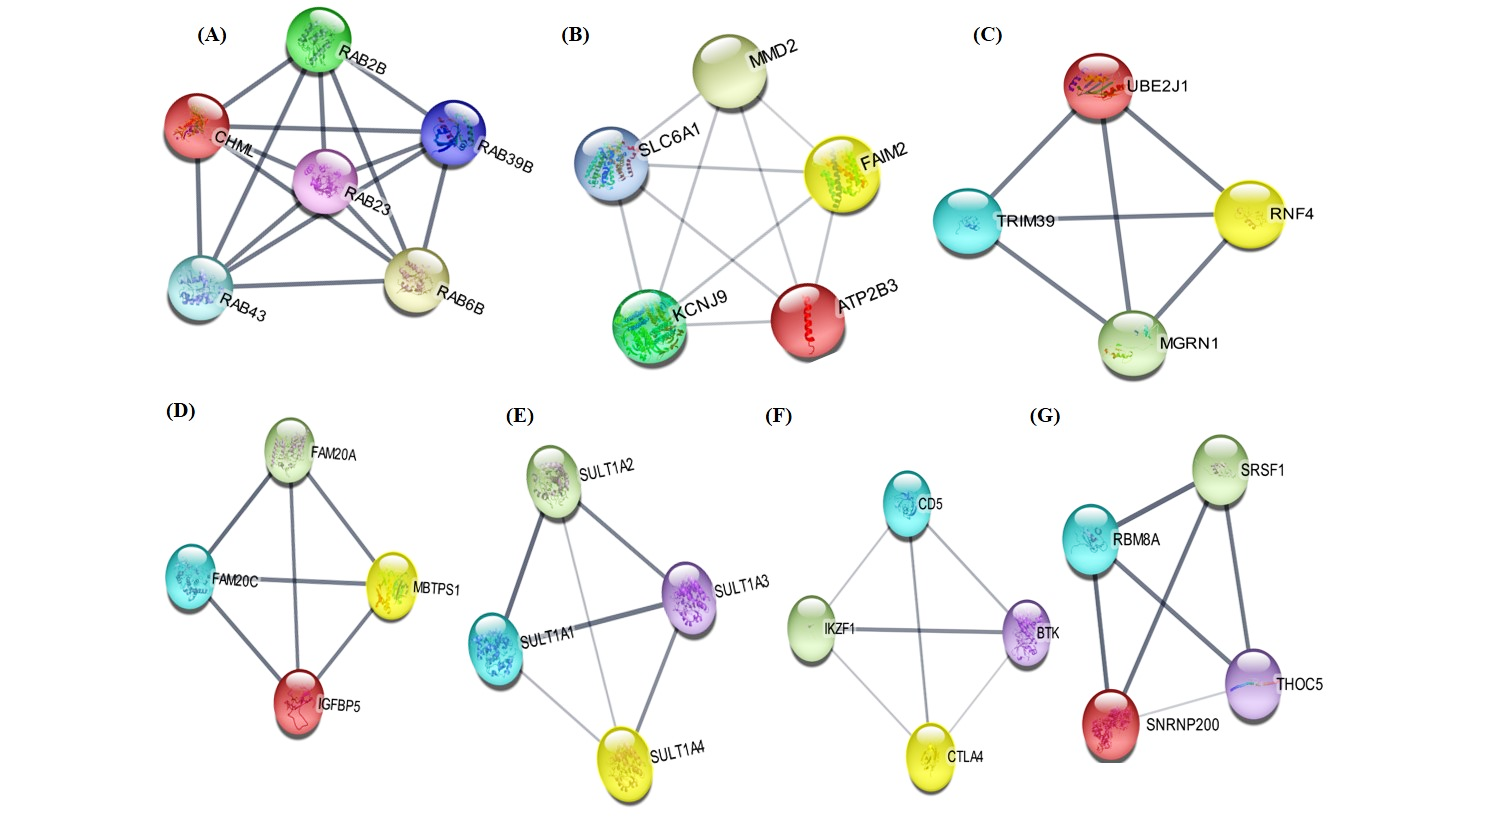 (A)
RAB2B
CHML
RAB39B
RAB23
RAB43
RAB6B
(B)
MMD2
SLC6A1
FAIM2
KCNJ9
ATP2B3
(C)
UBE2J1
TRIM39
RNF4
MGRN1
(D)
FAM20A
FAM20C
MBTPS1
IGFBP5
(E)
SULT1A2
SULT1A3
SULT1A1
SULT1A4
(F)
CD5
IKZF1
BTK
CTLA4
(G)
SRSF1
RBM8A
THOC5
SNRNP200